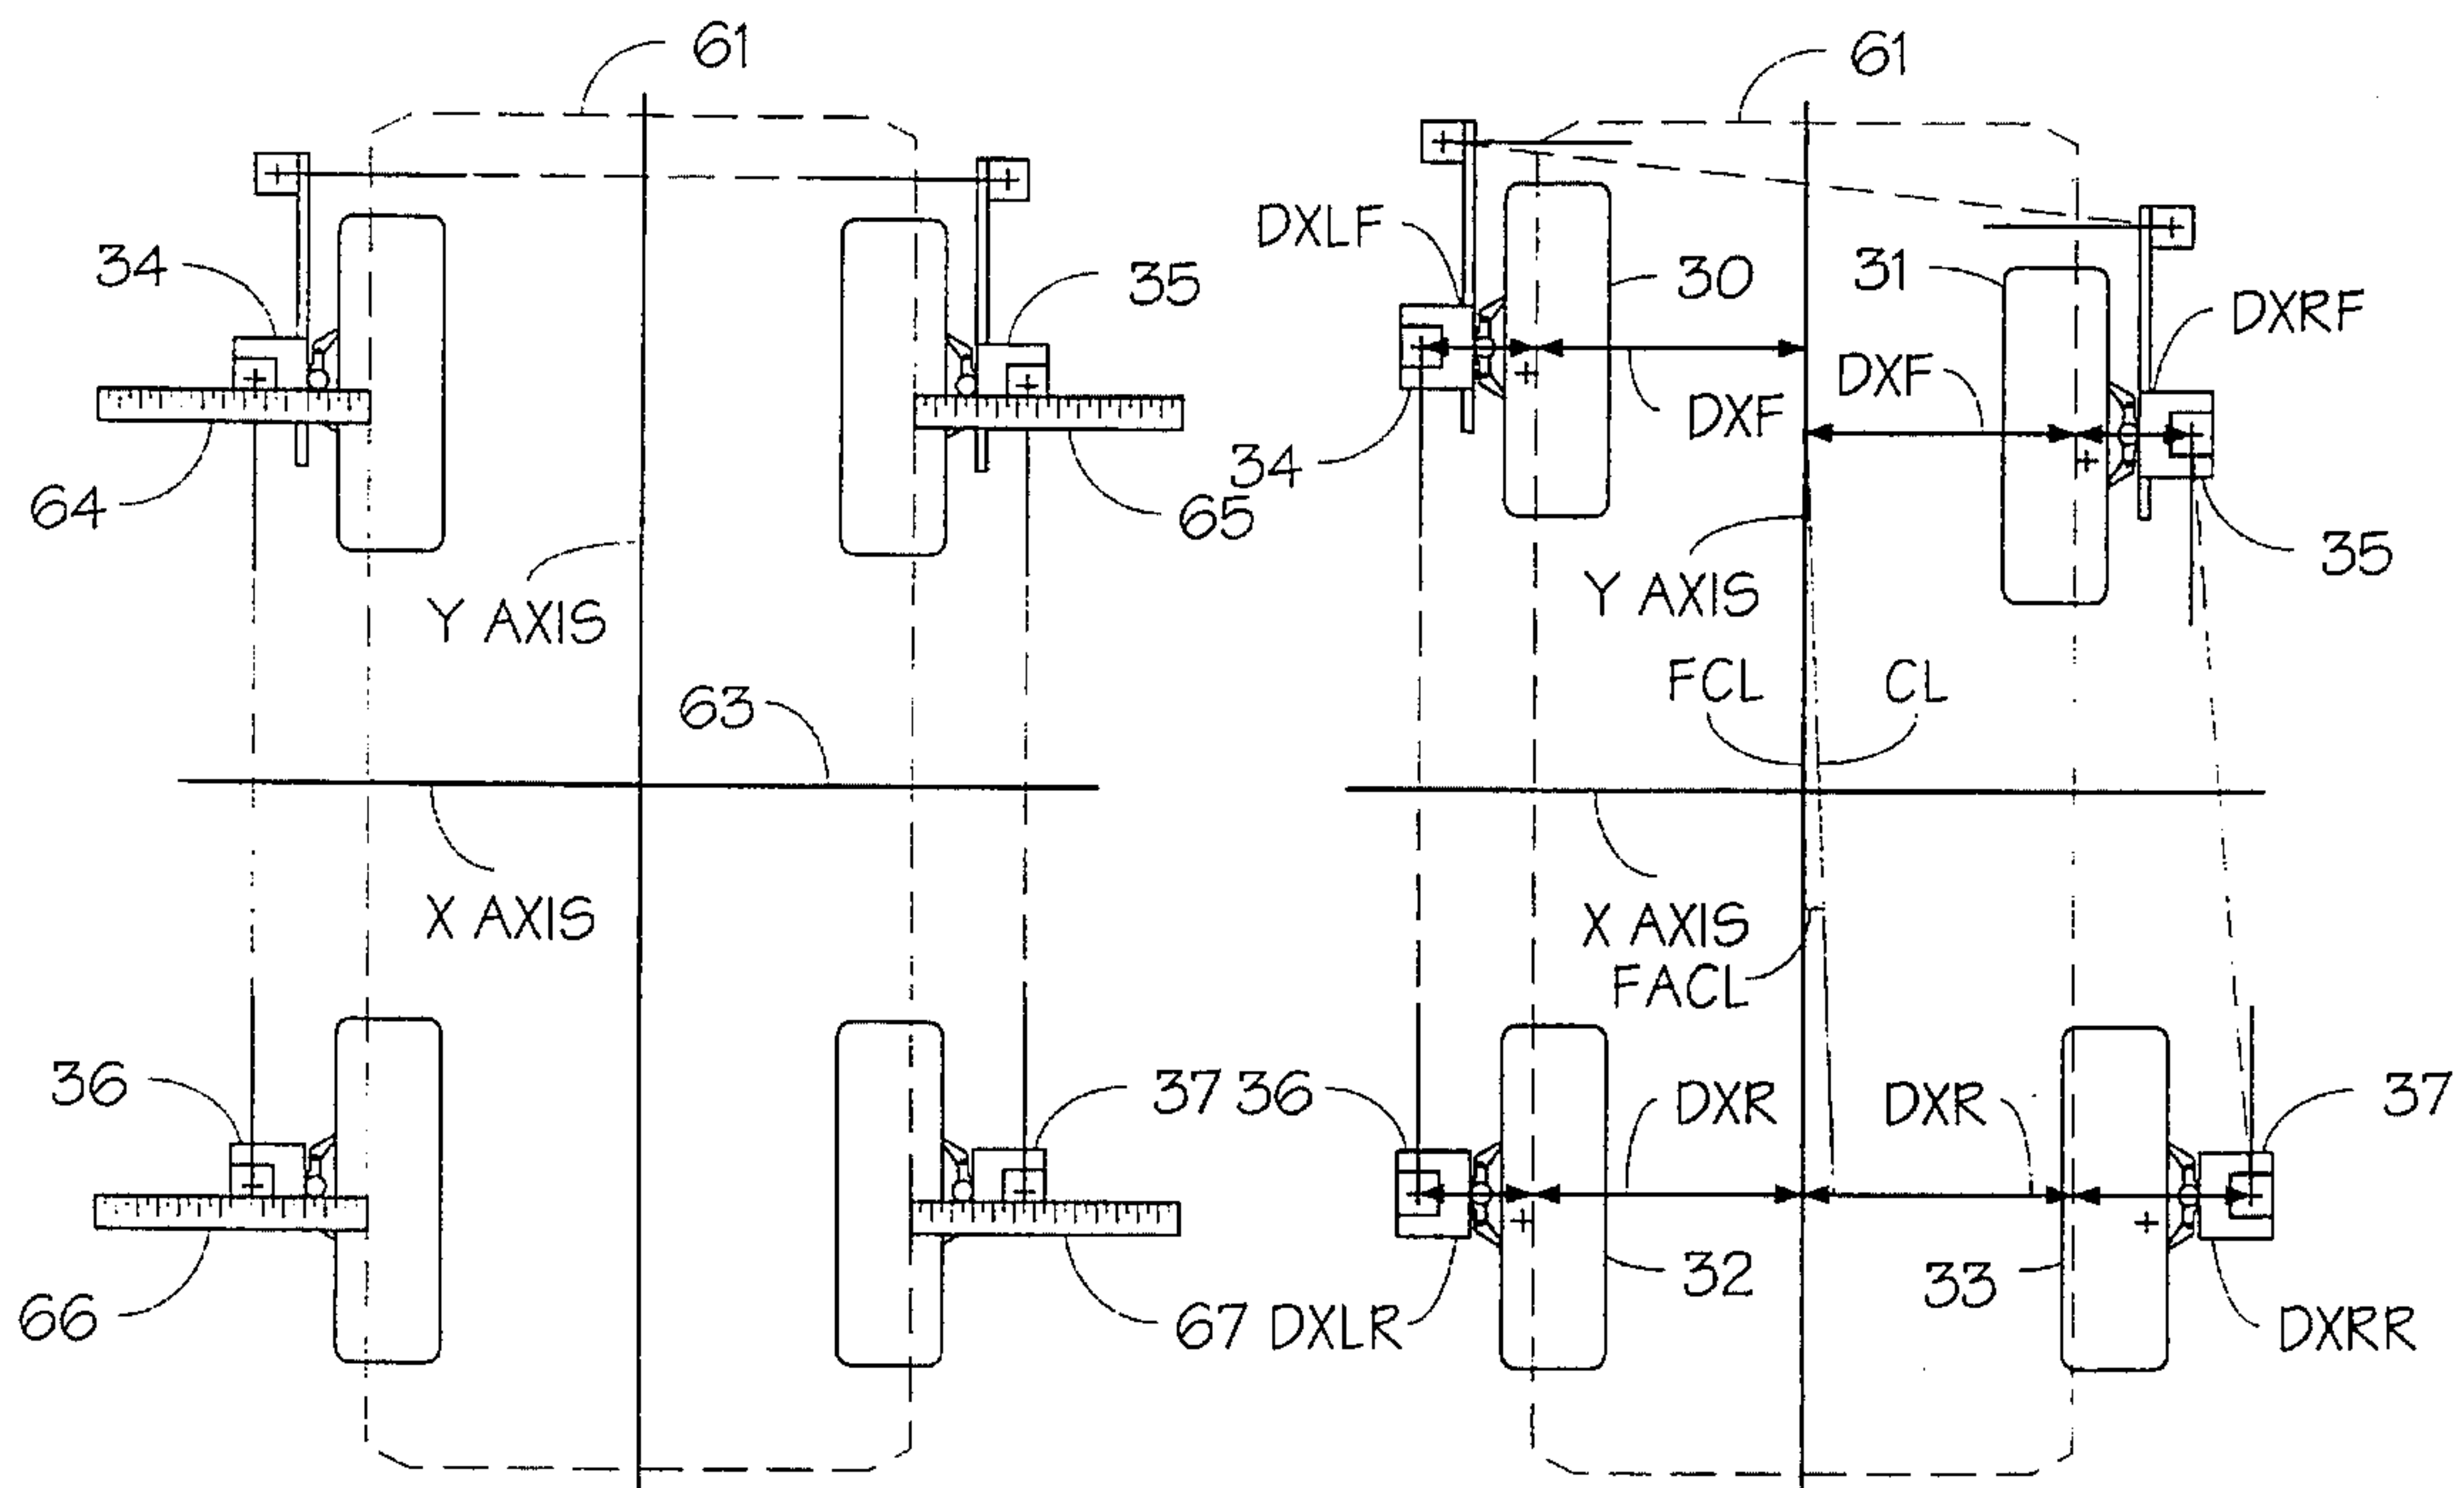 61
34
35
64
65
Y AXIS
63
X AXIS
36
37
66
67
61
DXLF
30
31
DXRF
DXF
DXF
34
35
Y AXIS
FCL
CL
X AXIS
FACL
36
DXR
DXR
37
32
33
DXLR
DXRR